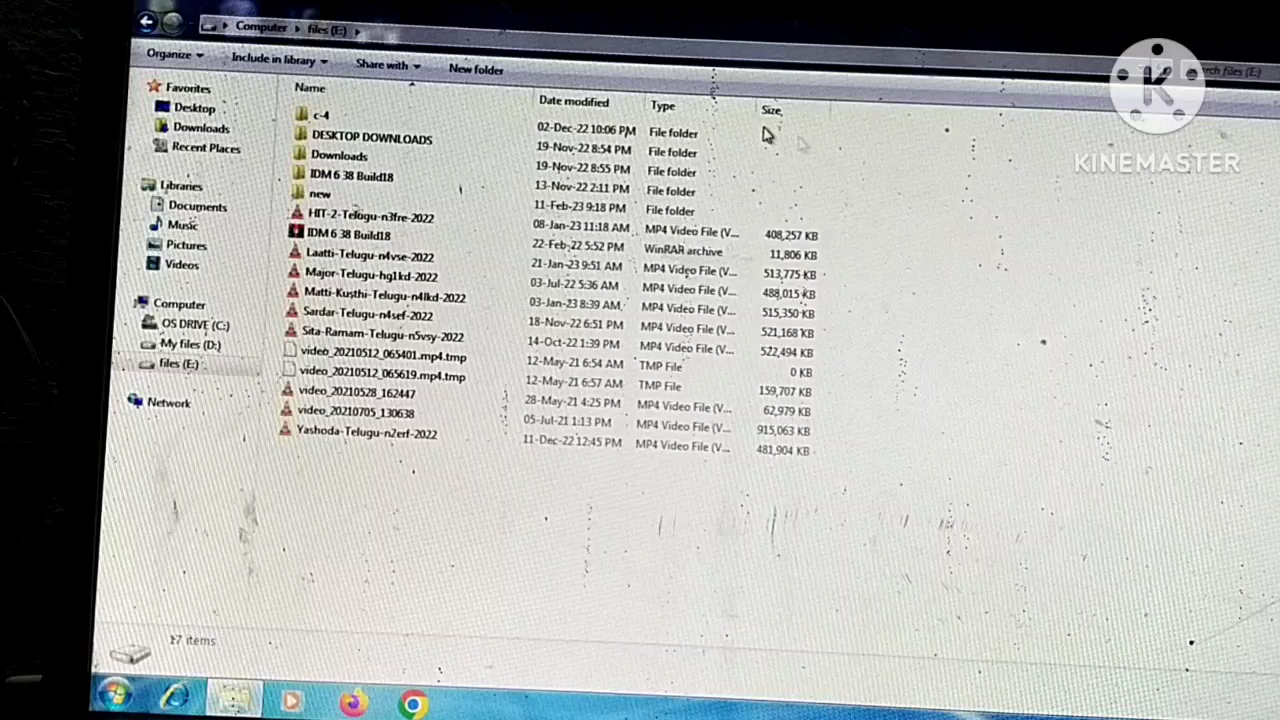 Computer files (E:)
Organize Include in library Share with New folder
rch files (E:)
KINEMASTER
Favorites
Desktop
Downloads
Recent Places
Libraries
Documents
Music
Pictures
Videos
Computer
OS DRIVE (C:)
My files (D:)
files (E:)
Network
Name Date modified Type Size
c-4 02-Dec-22 10:06 PM File folder
DESKTOP DOWNLOADS 19-Nov-22 8:54 PM File folder
Downloads 19-Nov-22 8:55 PM File folder
IDM 6 38 Build18 13-Nov-22 2:11 PM File folder
new 11-Feb-23 9:18 PM File folder
HIT-2-Telugu-n3fre-2022 08-Jan-23 11:18 AM MP4 Video File (V... 408,257 KB
IDM 6 38 Build18 22-Feb-22 5:52 PM WinRAR archive 11,806 KB
Laatti-Telugu-n4vse-2022 21-Jan-23 9:51 AM MP4 Video File (V... 513,775 KB
Major-Telugu-hg1kd-2022 03-Jul-22 5:36 AM MP4 Video File (V... 488,015 KB
Matti-Kusthi-Telugu-n4lkd-2022 03-Jan-23 8:39 AM MP4 Video File (V... 515,350 KB
Sardar-Telugu-n4sef-2022 18-Nov-22 6:51 PM MP4 Video File (V... 521,168 KB
Sita-Ramam-Telugu-n5vsy-2022 14-Oct-22 1:39 PM MP4 Video File (V... 522,494 KB
video_20210512_065401.mp4.tmp 12-May-21 6:54 AM TMP File 0 KB
video_20210512_065619.mp4.tmp 12-May-21 6:57 AM TMP File 159,707 KB
video_20210528_162447 28-May-21 4:25 PM MP4 Video File (V... 62,979 KB
video_20210705_130638 05-Jul-21 1:13 PM MP4 Video File (V... 915,063 KB
Yashoda-Telugu-n2erf-2022 11-Dec-22 12:45 PM MP4 Video File (V... 481,904 KB
17 items